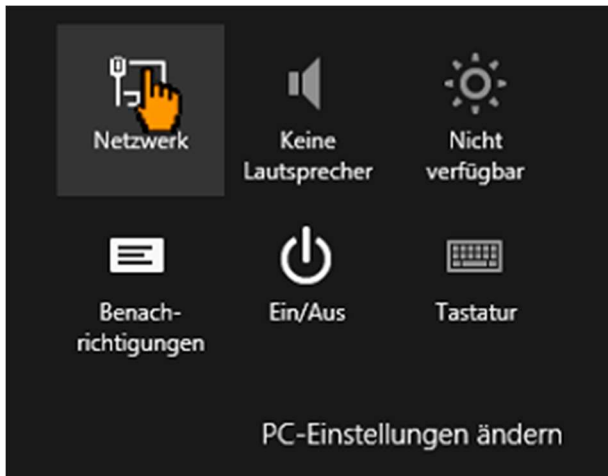 Netzwerk
Keine
Lautsprecher
Nicht
verfügbar
Benach-
richtigungen
Ein/Aus
Tastatur
PC-Einstellungen ändern